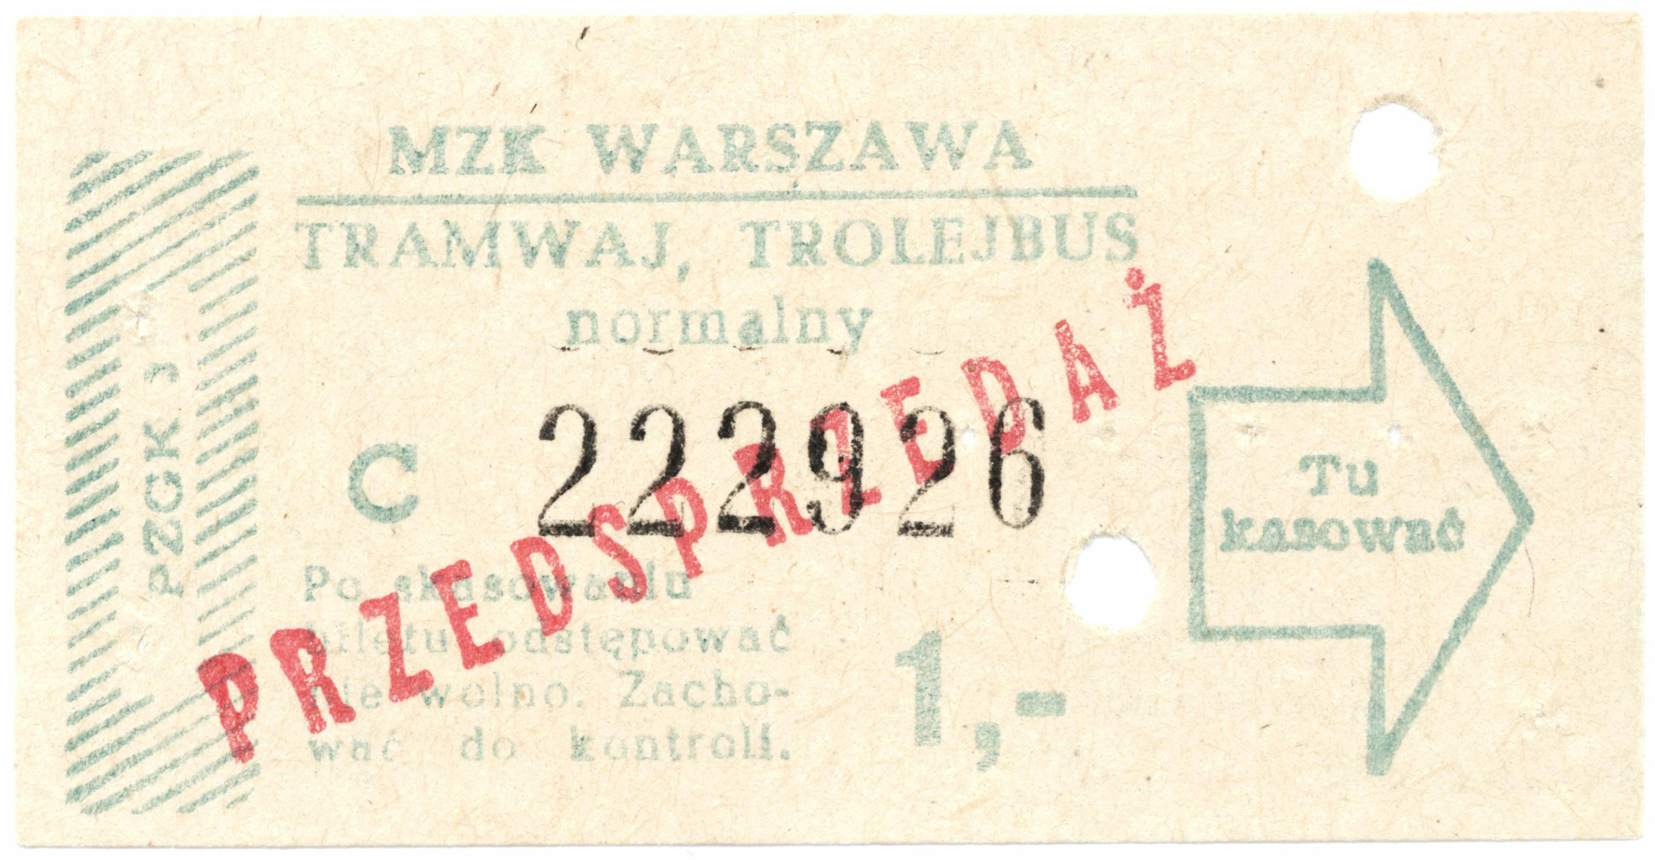 MZK WARSZAWA
TRAMWAJ, TROLEJBUS
normalny
PRZEDSPRZEDAŻ
C 222926
PZGK 3
Po skasowaniu
biletu odstępować
nie wolno. Zacho-
wać do kontroli.
1,-
Tu
kasować